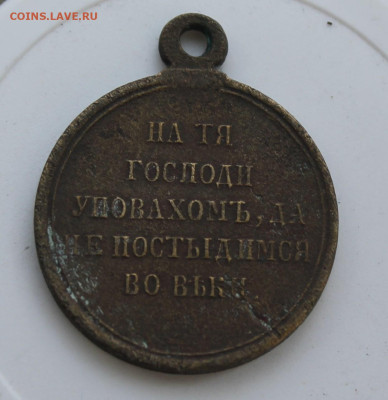 COINS.LAVE.RU
НА ТЯ
ГОСПОДИ
УПОВАХОМЪ, ДА
НЕ ПОСТЫДИМСЯ
ВО ВѢКИ